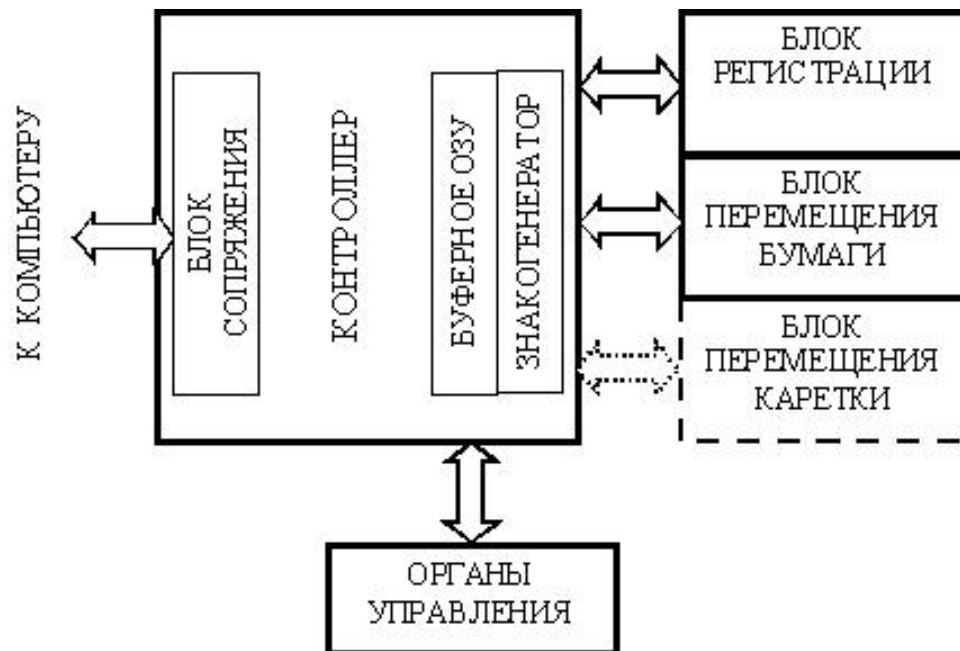 К КОМПЬЮТЕРУ
БЛОК
СОПРЯЖЕНИЯ
КОНТРОЛЛЕР
БУФЕРНОЕ ОЗУ
ЗНАКОГЕНЕРАТОР
БЛОК
РЕГИСТРАЦИИ
БЛОК
ПЕРЕМЕЩЕНИЯ
БУМАГИ
БЛОК
ПЕРЕМЕЩЕНИЯ
КАРЕТКИ
ОРГАНЫ
УПРАВЛЕНИЯ